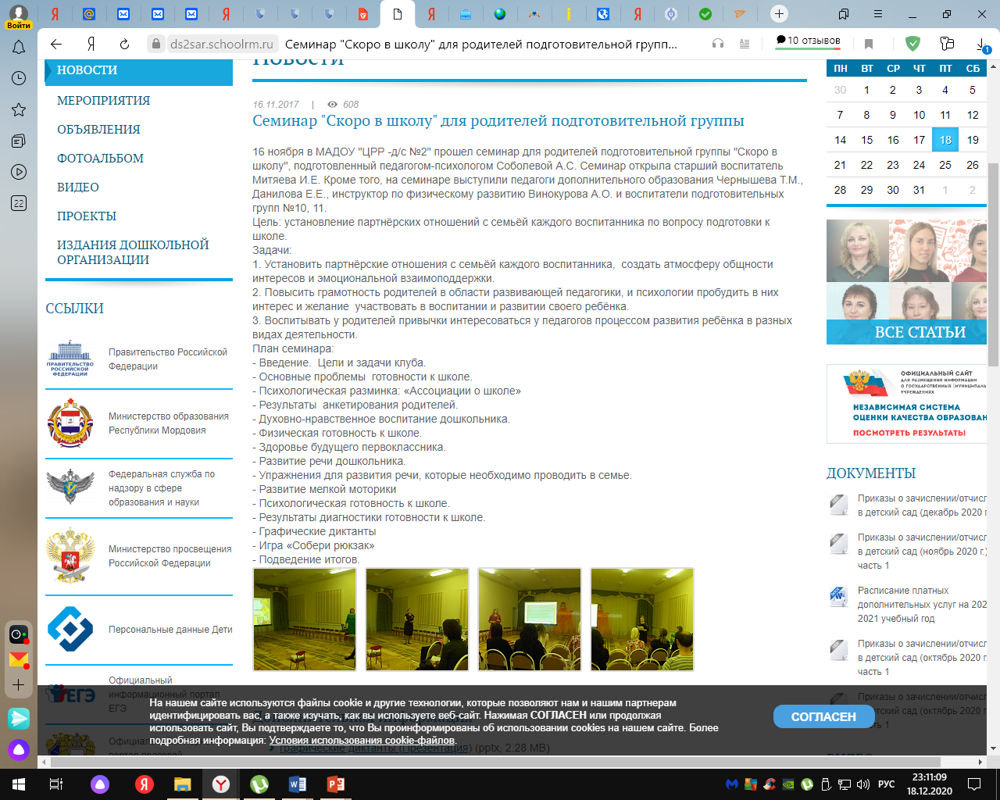 Войти
ds2sar.schoolrm.ru
Семинар "Скоро в школу" для родителей подготовительной групп...
10 отзывов
1
22
НОВОСТИ
МЕРОПРИЯТИЯ
ОБЪЯВЛЕНИЯ
ФОТОАЛЬБОМ
ВИДЕО
ПРОЕКТЫ
ИЗДАНИЯ ДОШКОЛЬНОЙ
ОРГАНИЗАЦИИ
ССЫЛКИ
ПРАВИТЕЛЬСТВО
РОССИЙСКОЙ
ФЕДЕРАЦИИ
Правительство Российской
Федерации
Министерство образования
Республики Мордовия
Федеральная служба по
надзору в сфере
образования и науки
Министерство просвещения
Российской Федерации
Персональные данные Дети
ЕГЭ
Официальный
информационный портал
ЕГЭ
НОВОСТИ
16.11.2017 | 608
Семинар "Скоро в школу" для родителей подготовительной группы
16 ноября в МАДОУ "ЦРР -д/с №2" прошел семинар для родителей подготовительной группы "Скоро в
школу", подготовленный педагогом-психологом Соболевой А.С. Семинар открыла старший воспитатель
Митяева И.Е. Кроме того, на семинаре выступили педагоги дополнительного образования Чернышева Т.М.,
Данилова Е.Е., инструктор по физическому развитию Винокурова А.О. и воспитатели подготовительных
групп №10, 11.
Цель: установление партнёрских отношений с семьёй каждого воспитанника по вопросу подготовки к
школе.
Задачи:
1. Установить партнёрские отношения с семьёй каждого воспитанника,  создать атмосферу общности
интересов и эмоциональной взаимоподдержки.
2. Повысить грамотность родителей в области развивающей педагогики, и психологии пробудить в них
интерес и желание  участвовать в воспитании и развитии своего ребёнка.
3. Воспитывать у родителей привычки интересоваться у педагогов процессом развития ребёнка в разных
видах деятельности.
План семинара:
- Введение.  Цели и задачи клуба.
- Основные проблемы  готовности к школе.
- Психологическая разминка: «Ассоциации о школе»
- Результаты  анкетирования родителей.
- Духовно-нравственное воспитание дошкольника.
- Физическая готовность к школе.
- Здоровье будущего первоклассника.
- Развитие речи дошкольника.
- Упражнения для развития речи, которые необходимо проводить в семье.
- Развитие мелкой моторики
- Психологическая готовность к школе.
- Результаты диагностики готовности к школе.
- Графические диктанты
- Игра «Собери рюкзак»
- Подведение итогов.
графические диктанты (Презентация) (pptx, 2.28 MB)
ПН ВТ СР ЧТ ПТ СБ
30 1 2 3 4 5
7 8 9 10 11 12
14 15 16 17 18 19
21 22 23 24 25 26
28 29 30 31 1 2
ВСЕ СТАТЬИ
ОФИЦИАЛЬНЫЙ САЙТ
ДЛЯ РАЗМЕЩЕНИЯ ИНФОРМАЦИИ
О ГОСУДАРСТВЕННЫХ (МУНИЦИПАЛЬ
УЧРЕЖДЕНИЯХ
НЕЗАВИСИМАЯ СИСТЕМА
ОЦЕНКИ КАЧЕСТВА ОБРАЗОВАН
ПОСМОТРЕТЬ РЕЗУЛЬТАТЫ
ДОКУМЕНТЫ
Приказы о зачислении/отчисл
в детский сад (декабрь 2020 г
Приказы о зачислении/отчисл
в детский сад (ноябрь 2020 г.)
часть 1
Расписание платных
дополнительных услуг на 202
2021 учебный год
Приказы о зачислении/отчисл
в детский сад (октябрь 2020 г.
часть 1
Приказы о зачислении/отчисл
в детский сад (октябрь 2020 г.
часть 1
На нашем сайте используются файлы cookie и другие технологии, которые позволяют нам и нашим партнерам
идентифицировать вас, а также изучать, как вы используете веб-сайт. Нажимая СОГЛАСЕН или продолжая
использовать сайт, Вы подтверждаете то, что Вы проинформированы об использовании cookies на нашем сайте. Более
подробная информация: Условия использования cookie-файлов.
СОГЛАСЕН
РУС
23:11:09
18.12.2020